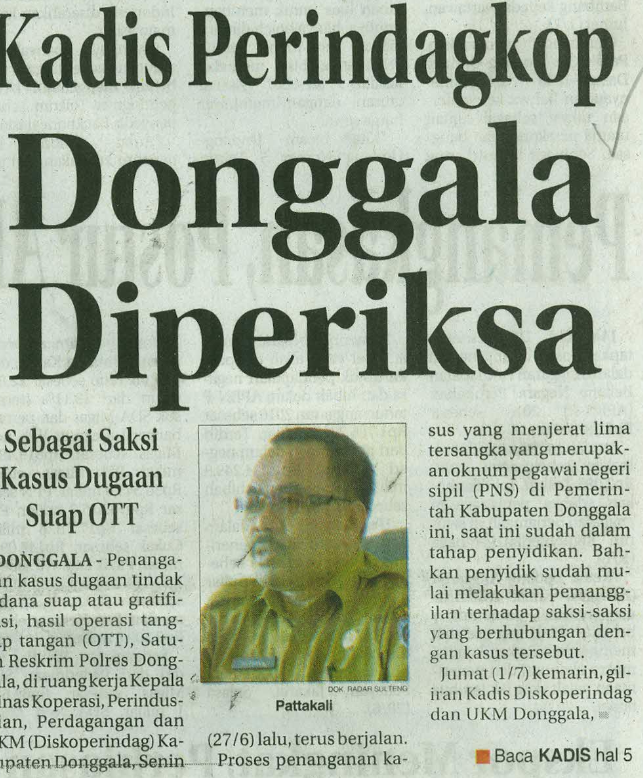 Kadis Perindagkop
Donggala
Diperiksa
Sebagai Saksi
Kasus Dugaan
Suap OTT
DONGGALA - Penanga-
an kasus dugaan tindak
dana suap atau gratifi-
asi, hasil operasi tang-
ap tangan (OTT), Satu-
n Reskrim Polres Dong-
ala, di ruang kerja Kepala
inas Koperasi, Perindus-
ian, Perdagangan dan
KM (Diskoperindag) Ka-
upaten Donggala, Senin
DOK. RADAR SULTENG
Pattakali
(27/6) lalu, terus berjalan.
Proses penanganan ka-
sus yang menjerat lima
tersangka yang merupak-
an oknum pegawai negeri
sipil (PNS) di Pemerin-
tah Kabupaten Donggala
ini, saat ini sudah dalam
tahap penyidikan. Bah-
kan penyidik sudah mu-
lai melakukan pemangg-
ilan terhadap saksi-saksi
yang berhubungan den-
gan kasus tersebut.
Jumat (1/7) kemarin, gil-
iran Kadis Diskoperindag
dan UKM Donggala,
Baca KADIS hal 5